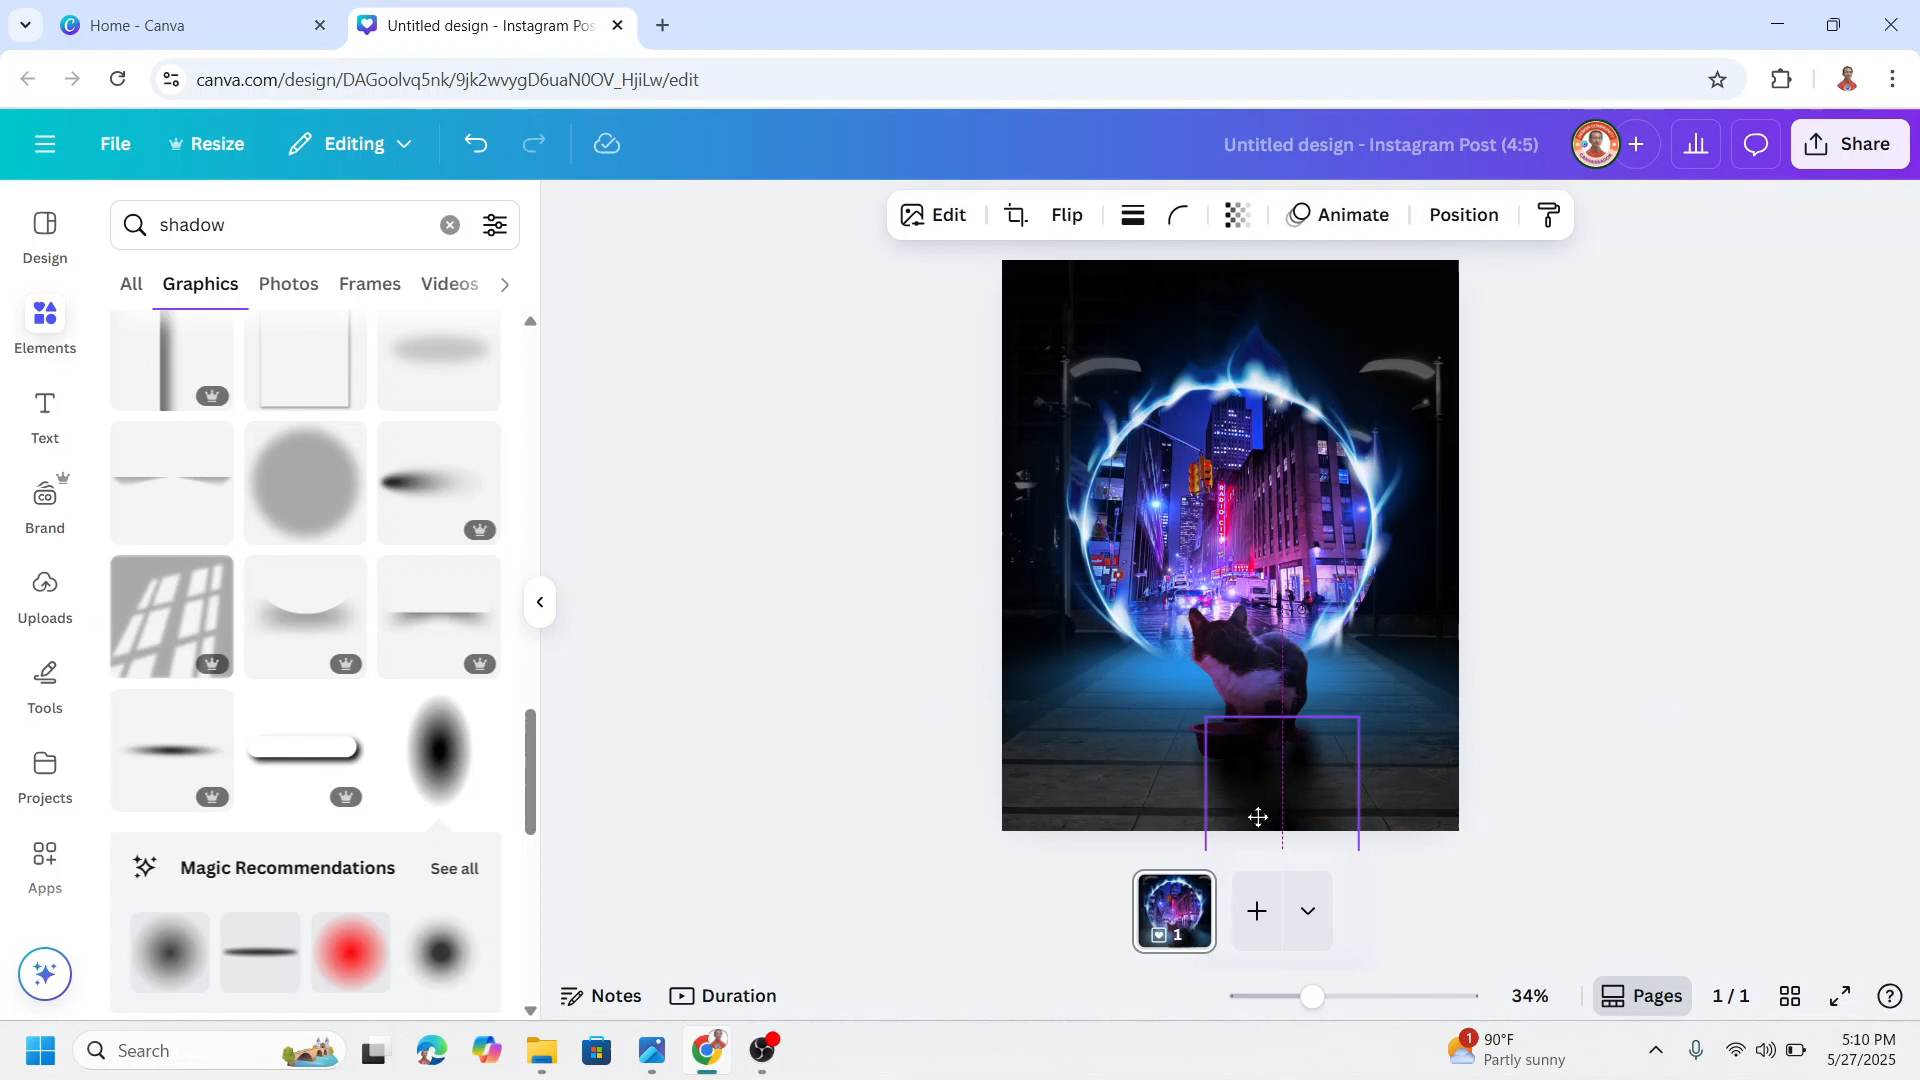 Home - Canva
Untitled design - Instagram Pos
canva.com/design/DAGoolvq5nk/9jk2wvygD6uaN0OV_HjiLw/edit
File
Resize
Editing
Untitled design - Instagram Post (4:5)
Share
shadow
Edit
Flip
Animate
Position
All
Graphics
Photos
Frames
Videos
Design
Elements
Text
Brand
Uploads
Tools
Projects
Apps
RADIO CITY
Magic Recommendations
See all
1
Notes
Duration
34%
Pages
1 / 1
Search
1
90°F
Partly sunny
5:10 PM
5/27/2025